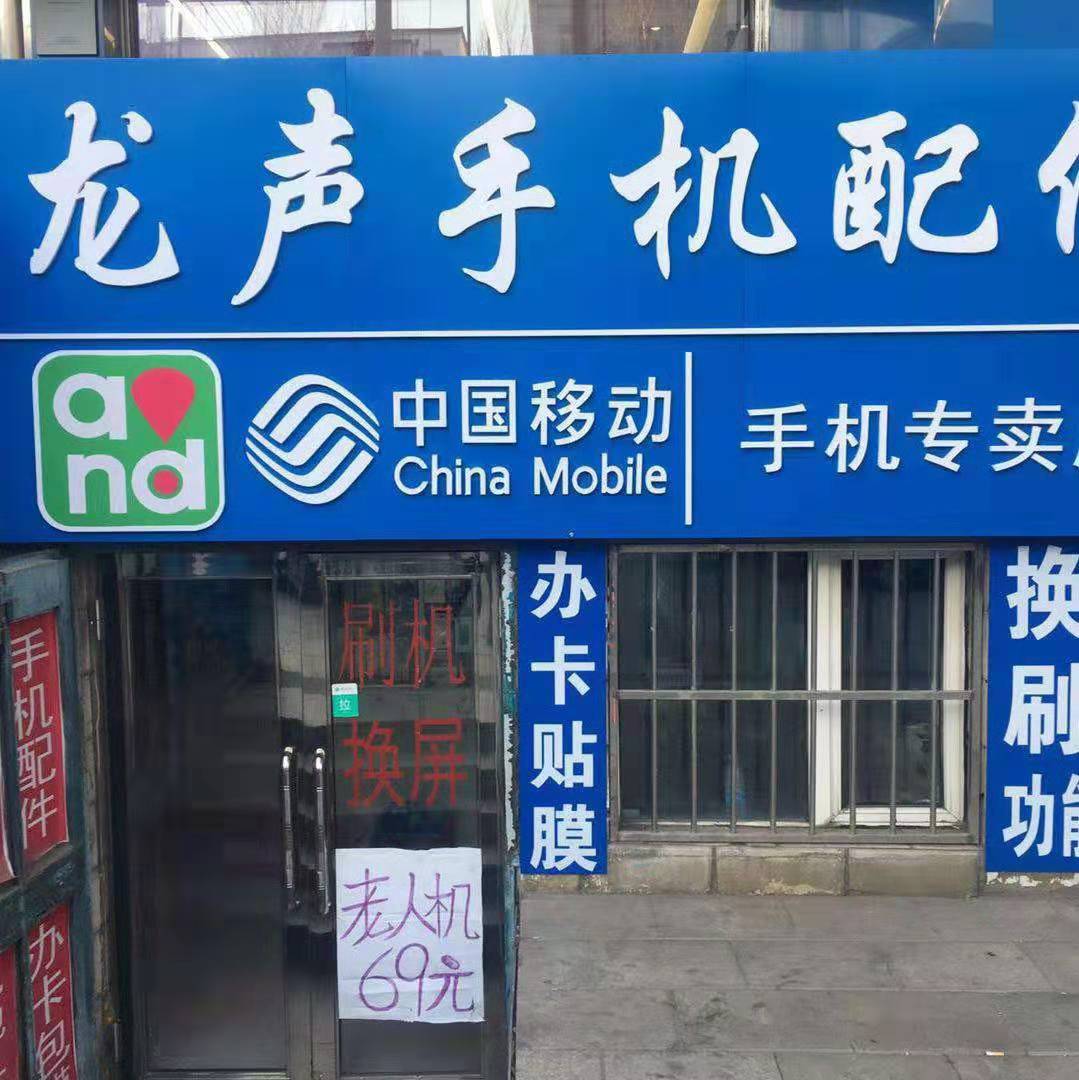 龙声手机配
and
中国移动
China Mobile
手机专卖
手机配件
办卡包
刷机
换屏
拉
老人机
69元
办卡贴膜
换刷功能